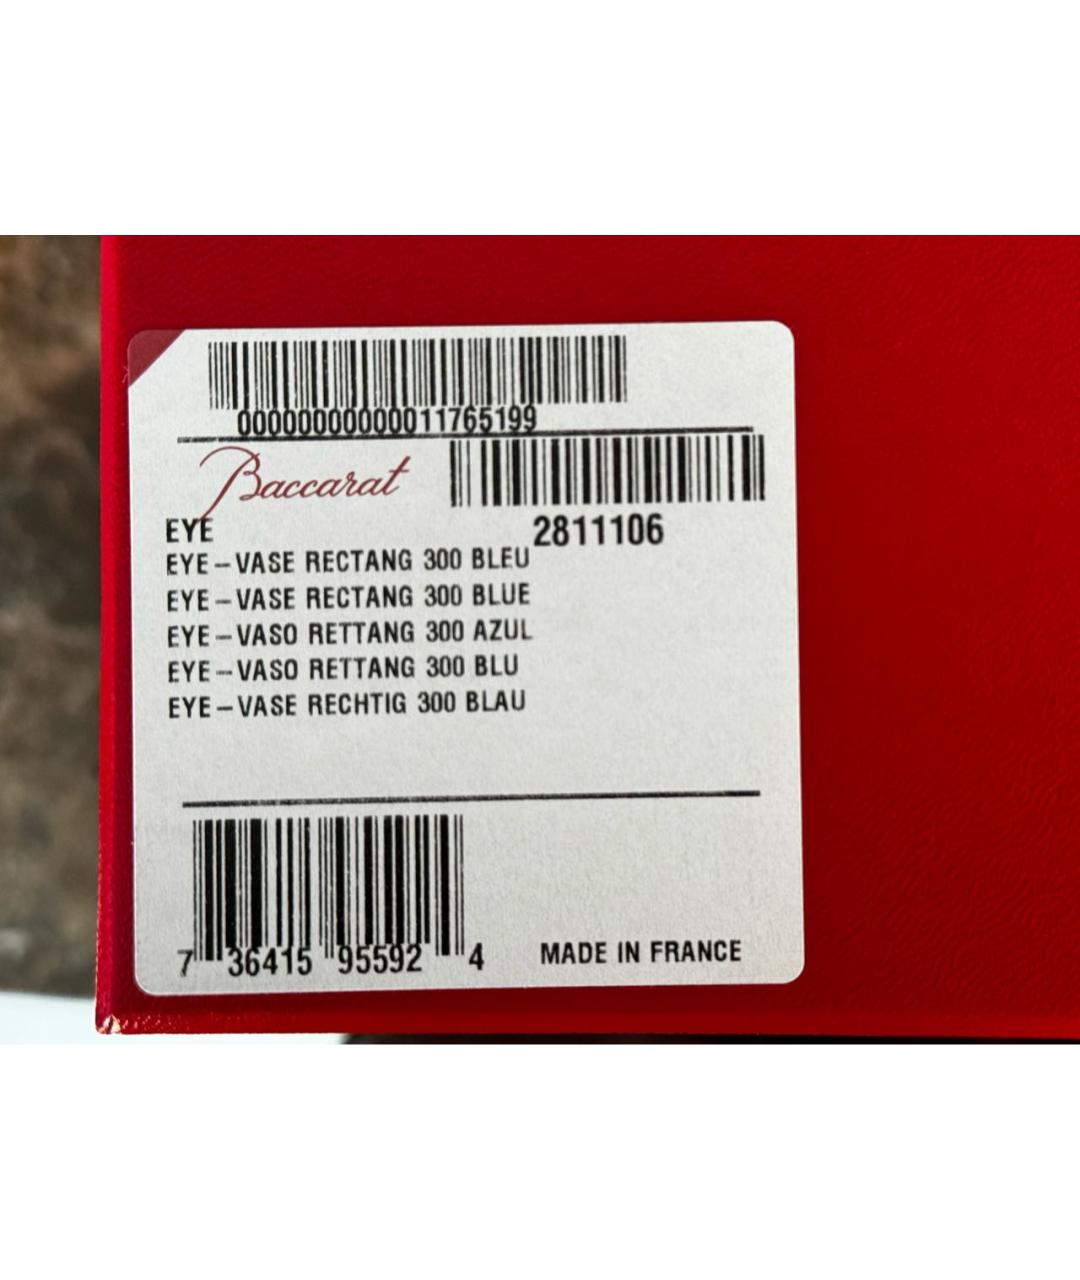 00000000000011765199
Baccarat
EYE
2811106
EYE-VASE RECTANG 300 BLEU
EYE-VASE RECTANG 300 BLUE
EYE-VASO RETTANG 300 AZUL
EYE-VASO RETTANG 300 BLU
EYE-VASE RECHTIG 300 BLAU
7 36415 95592 4
MADE IN FRANCE